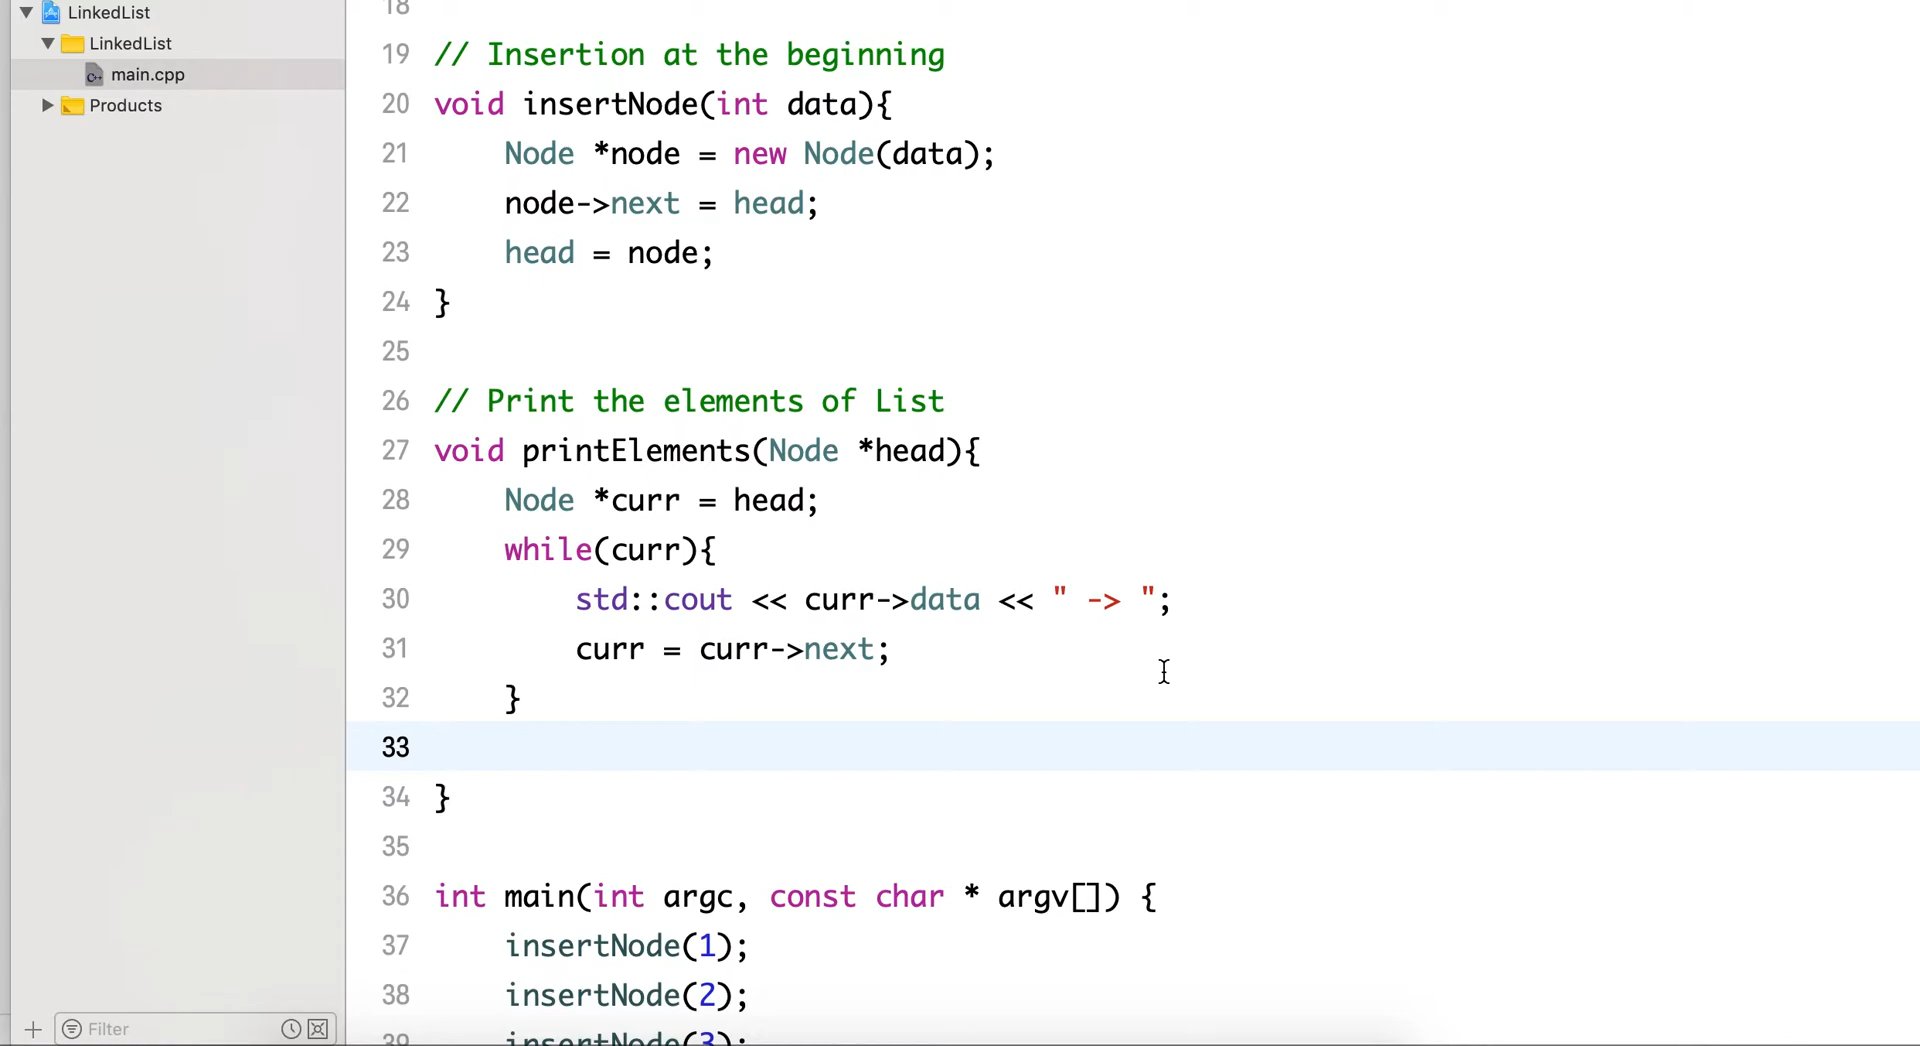 LinkedList
LinkedList
main.cpp
Products
Filter
18
19 // Insertion at the beginning
20 void insertNode(int data){
21     Node *node = new Node(data);
22     node->next = head;
23     head = node;
24 }
25
26 // Print the elements of List
27 void printElements(Node *head){
28     Node *curr = head;
29     while(curr){
30         std::cout << curr->data << " -> ";
31         curr = curr->next;
32     }
33
34 }
35
36 int main(int argc, const char * argv[]) {
37     insertNode(1);
38     insertNode(2);
39     insertNode(3);